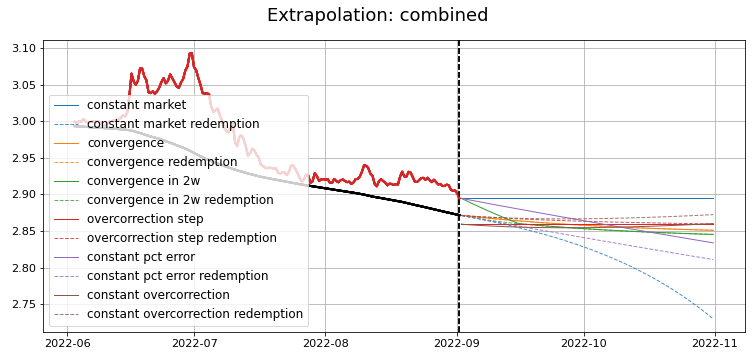 Extrapolation: combined
3.10
3.05
3.00
2.95
2.90
2.85
2.80
2.75
constant market
constant market redemption
convergence
convergence redemption
convergence in 2w
convergence in 2w redemption
overcorrection step
overcorrection step redemption
constant pct error
constant pct error redemption
constant overcorrection
constant overcorrection redemption
2022-06 2022-07 2022-08 2022-09 2022-10 2022-11